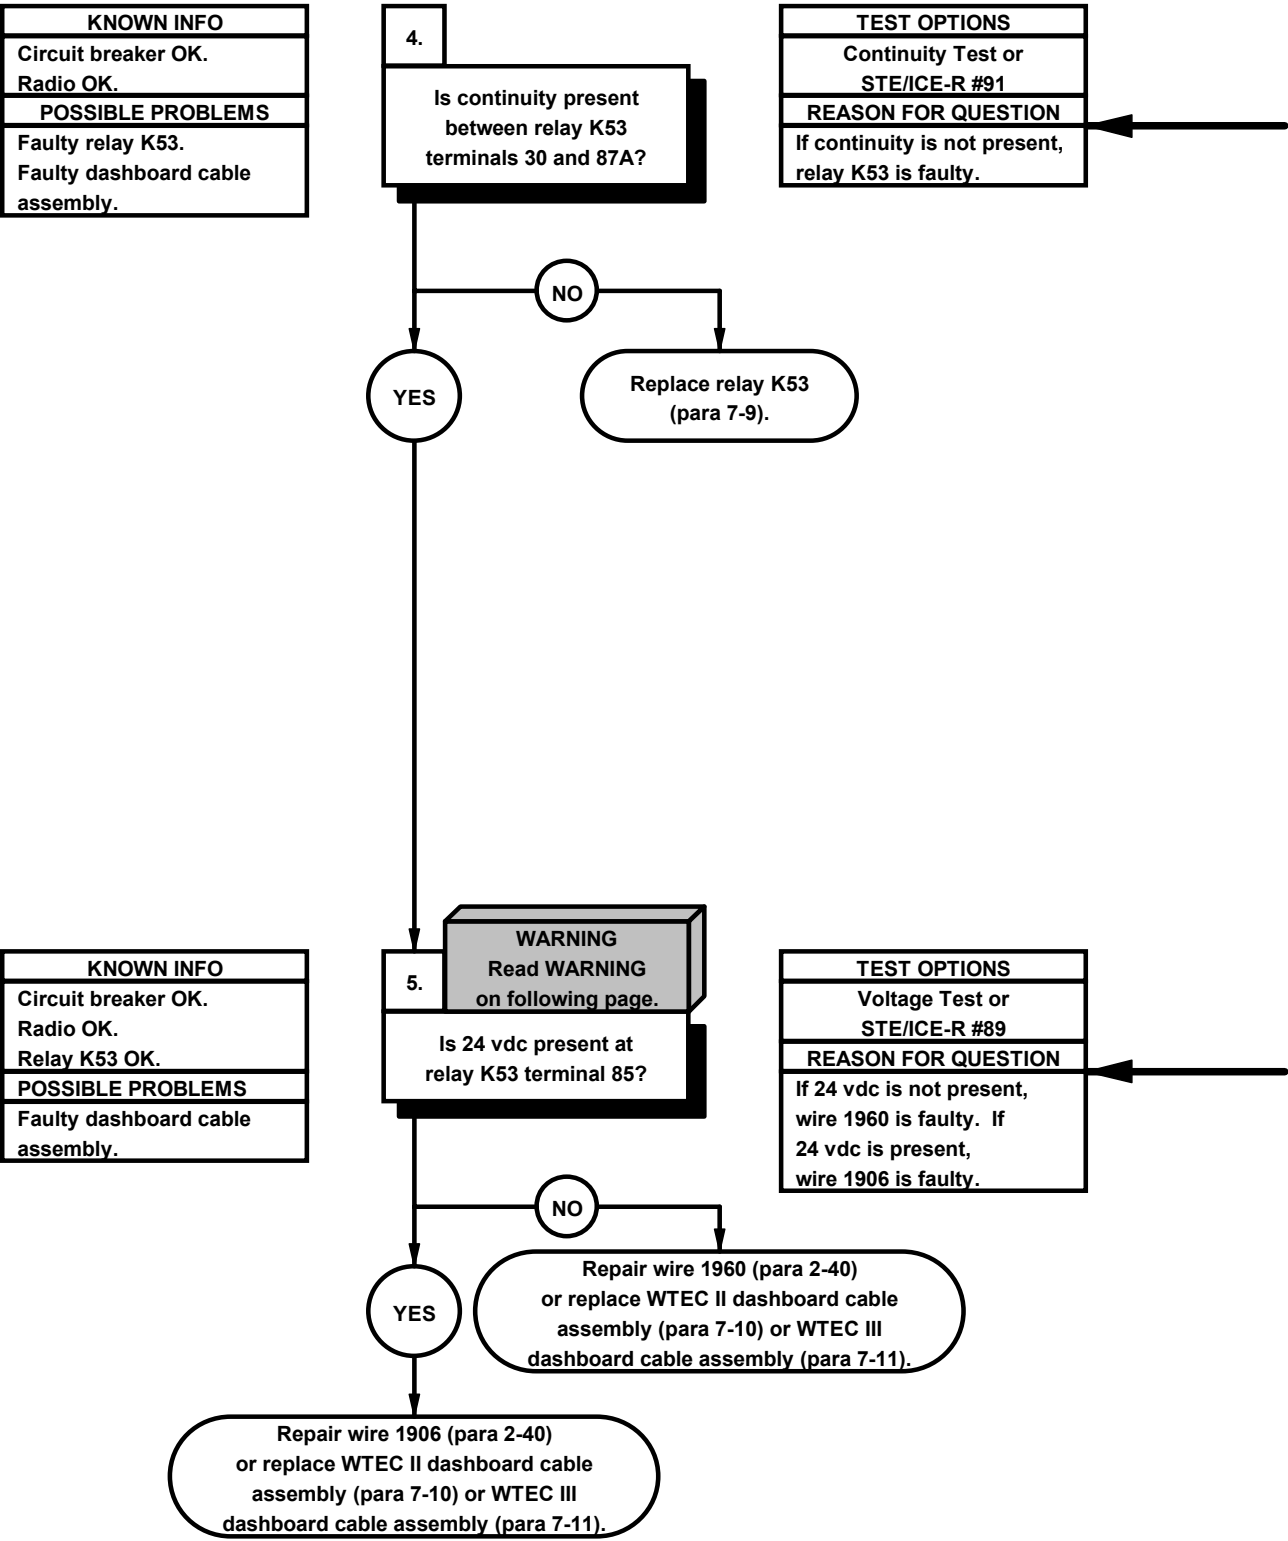 KNOWN INFO
Circuit breaker OK.
Radio OK.
POSSIBLE PROBLEMS
Faulty relay K53.
Faulty dashboard cable
assembly.
4.
Is continuity present
between relay K53
terminals 30 and 87A?
TEST OPTIONS
Continuity Test or
STE/ICE-R #91
REASON FOR QUESTION
If continuity is not present,
relay K53 is faulty.
NO
YES
Replace relay K53
(para 7-9).
KNOWN INFO
Circuit breaker OK.
Radio OK.
Relay K53 OK.
POSSIBLE PROBLEMS
Faulty dashboard cable
assembly.
5.
WARNING
Read WARNING
on following page.
Is 24 vdc present at
relay K53 terminal 85?
TEST OPTIONS
Voltage Test or
STE/ICE-R #89
REASON FOR QUESTION
If 24 vdc is not present,
wire 1960 is faulty.  If
24 vdc is present,
wire 1906 is faulty.
NO
YES
Repair wire 1960 (para 2-40)
or replace WTEC II dashboard cable
assembly (para 7-10) or WTEC III
dashboard cable assembly (para 7-11).
Repair wire 1906 (para 2-40)
or replace WTEC II dashboard cable
assembly (para 7-10) or WTEC III
dashboard cable assembly (para 7-11).